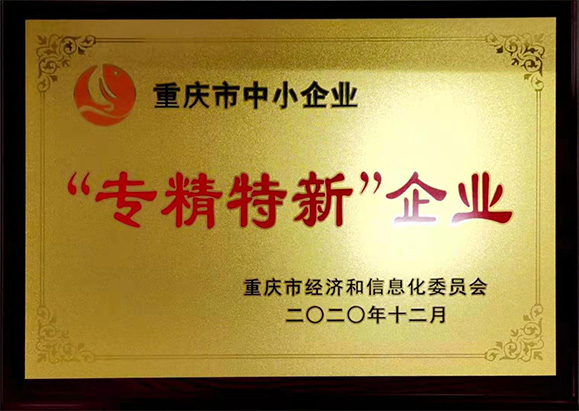 重庆市中小企业
“专精特新”企业
重庆市经济和信息化委员会
二〇二〇年十二月